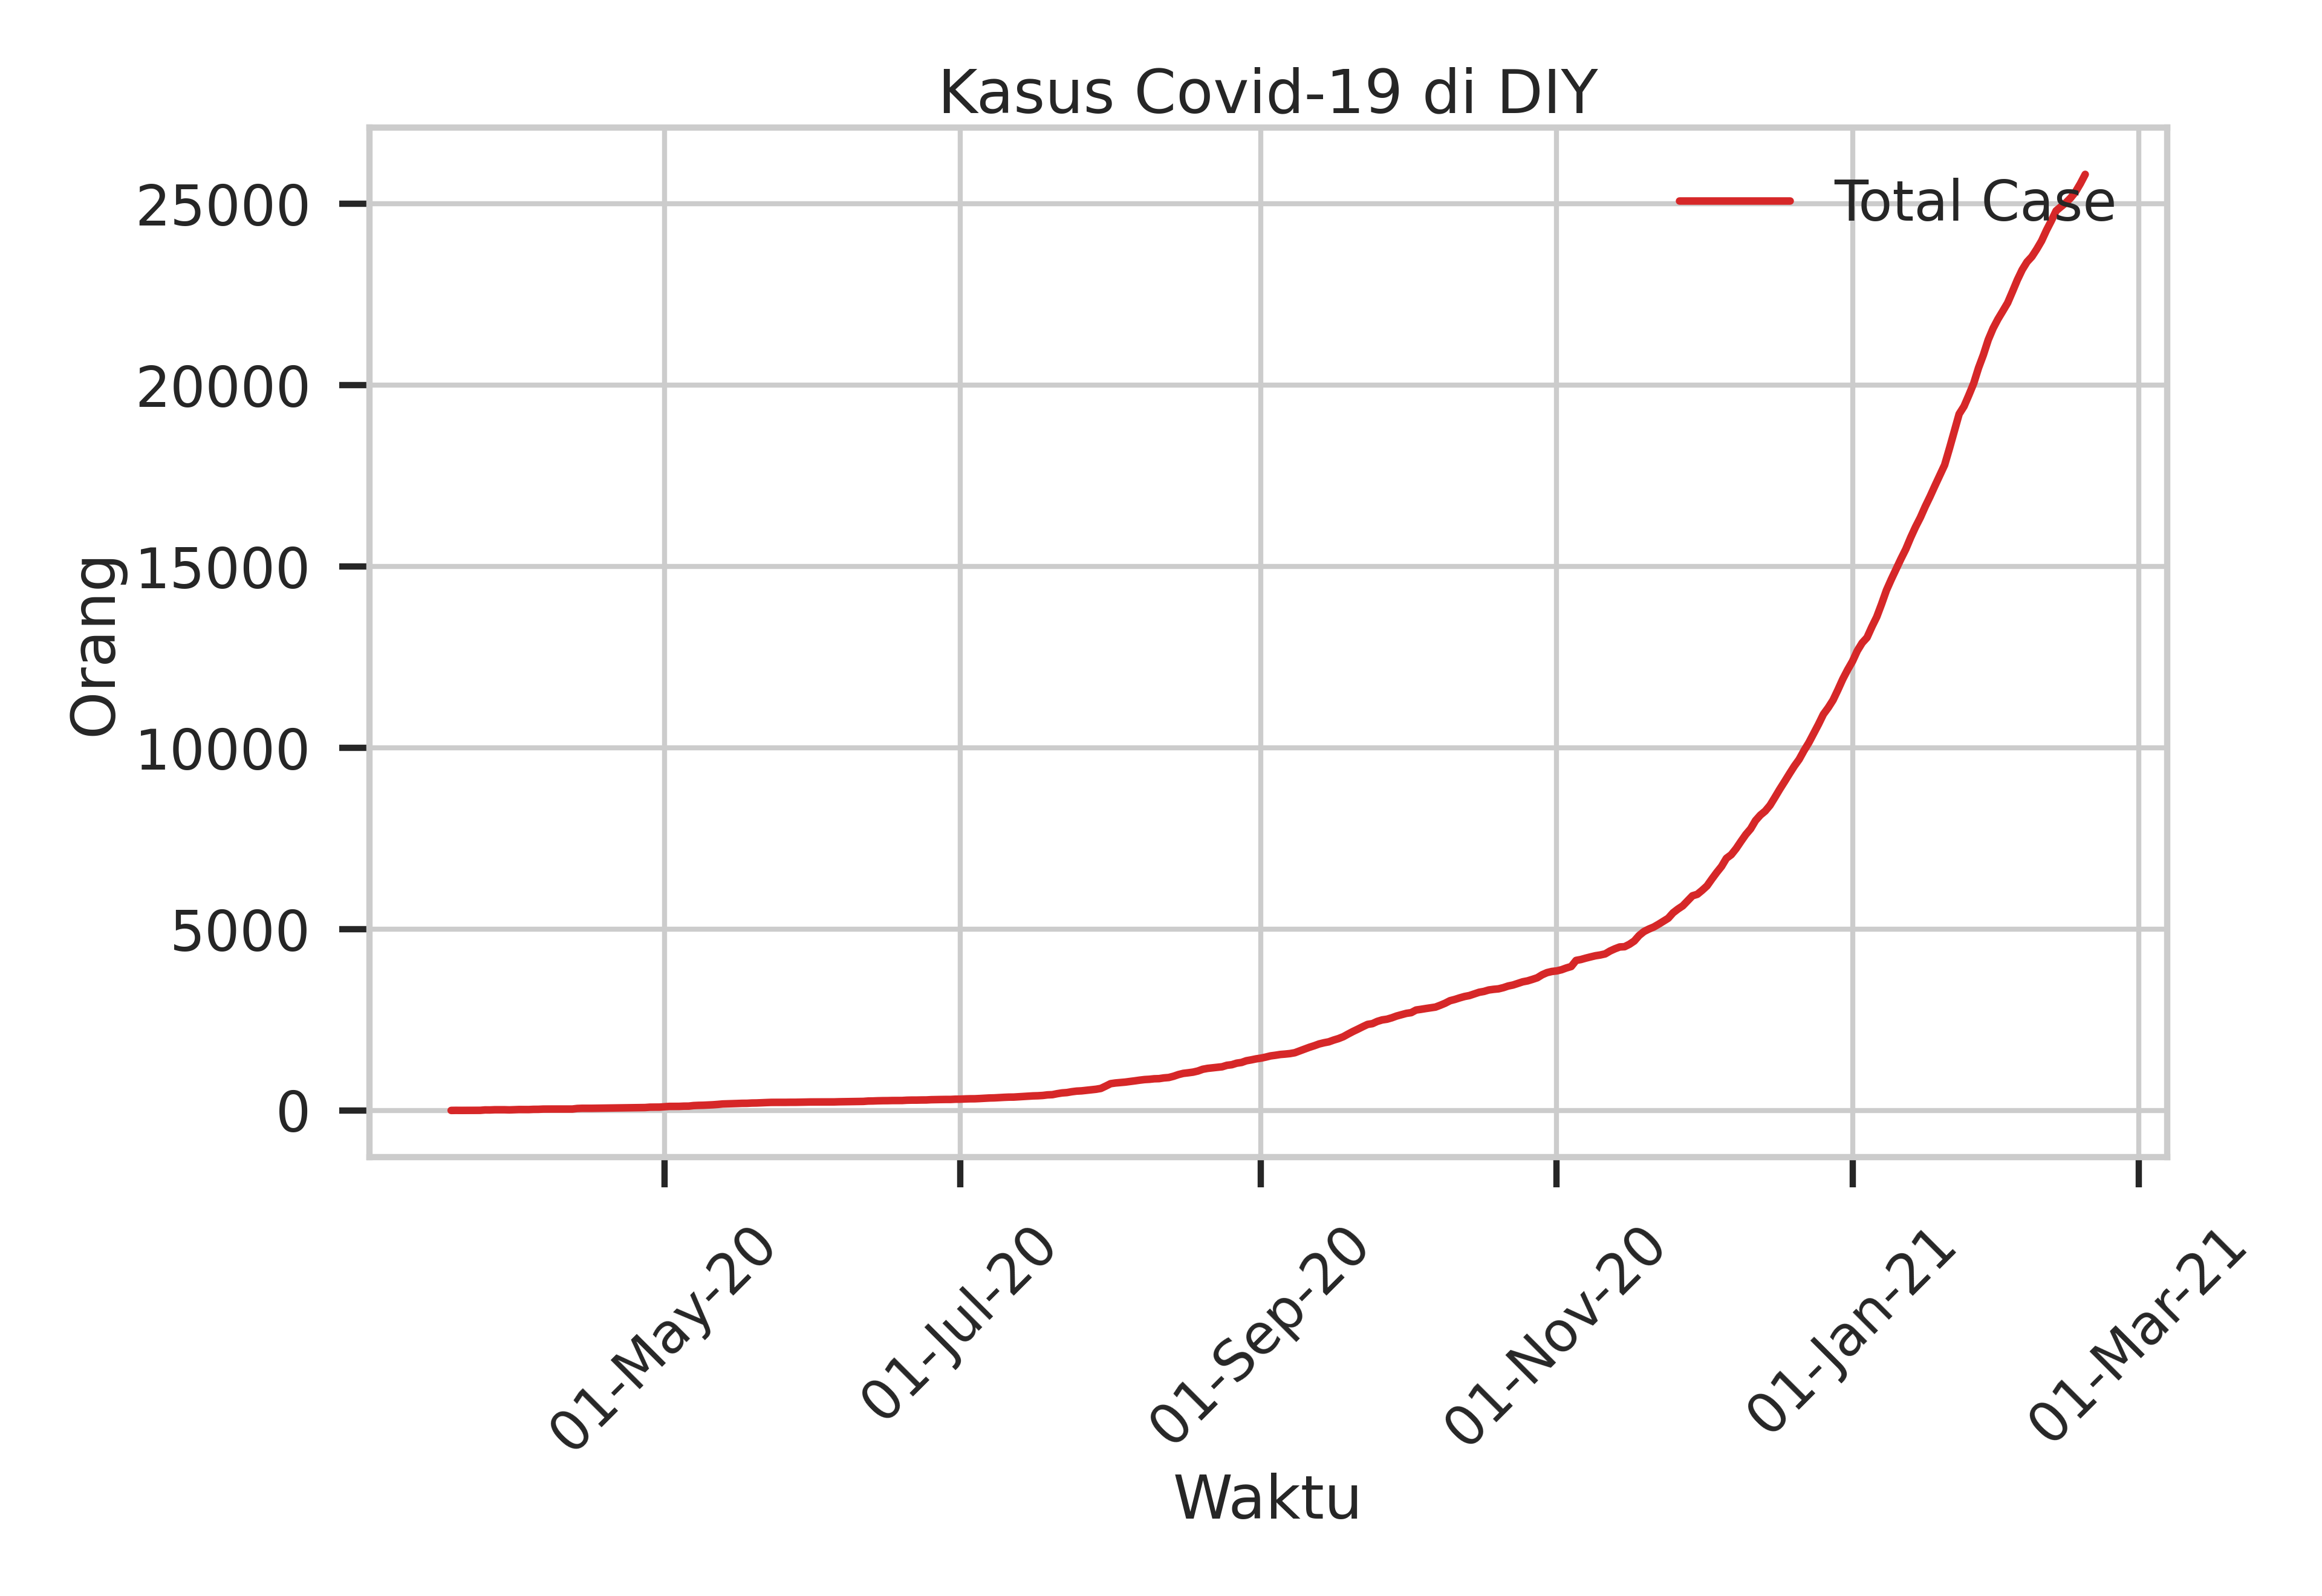 Kasus Covid-19 di DIY
Total Case
25000
20000
15000
10000
5000
0
Orang
01-May-20
01-Jul-20
01-Sep-20
01-Nov-20
01-Jan-21
01-Mar-21
Waktu